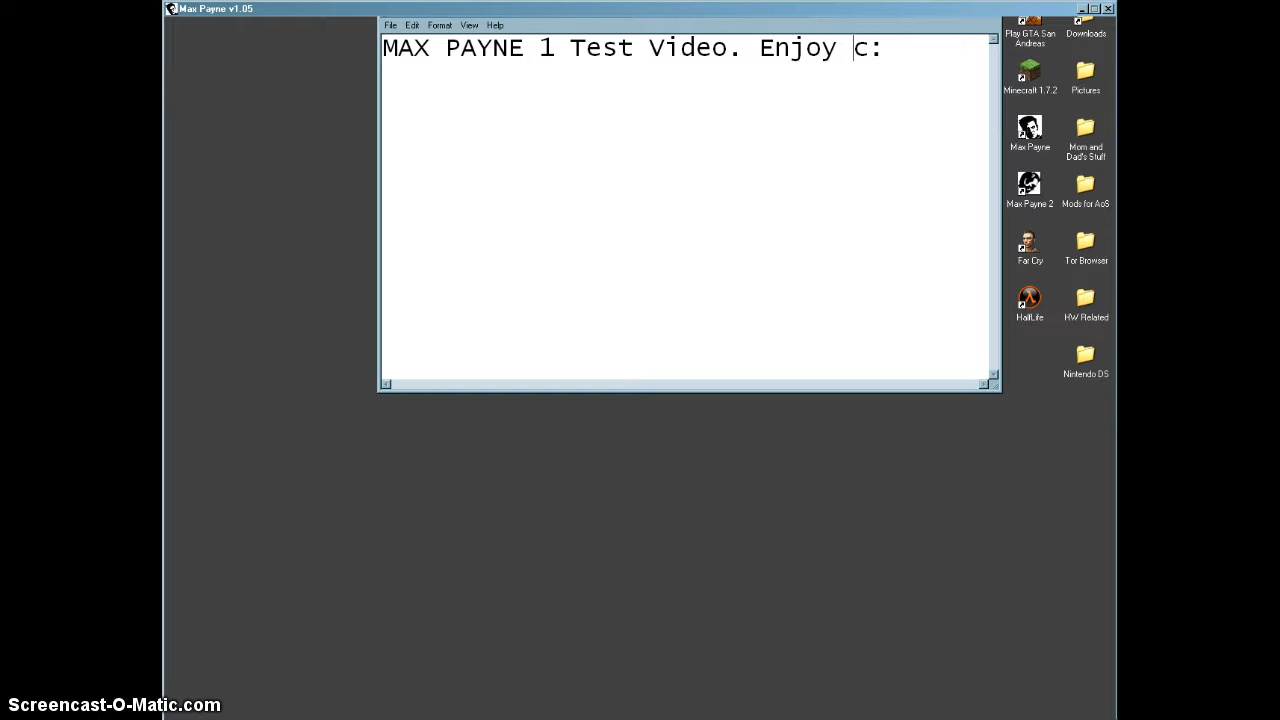 Max Payne v1.05
File Edit Format View Help
MAX PAYNE 1 Test Video. Enjoy c:
Play GTA San
Andreas
Downloads
Minecraft 1.7.2
Pictures
Max Payne
Mom and
Dad's Stuff
Max Payne 2
Mods for AoS
Far Cry
Tor Browser
HalfLife
HW Related
Nintendo DS
Screencast-O-Matic.com